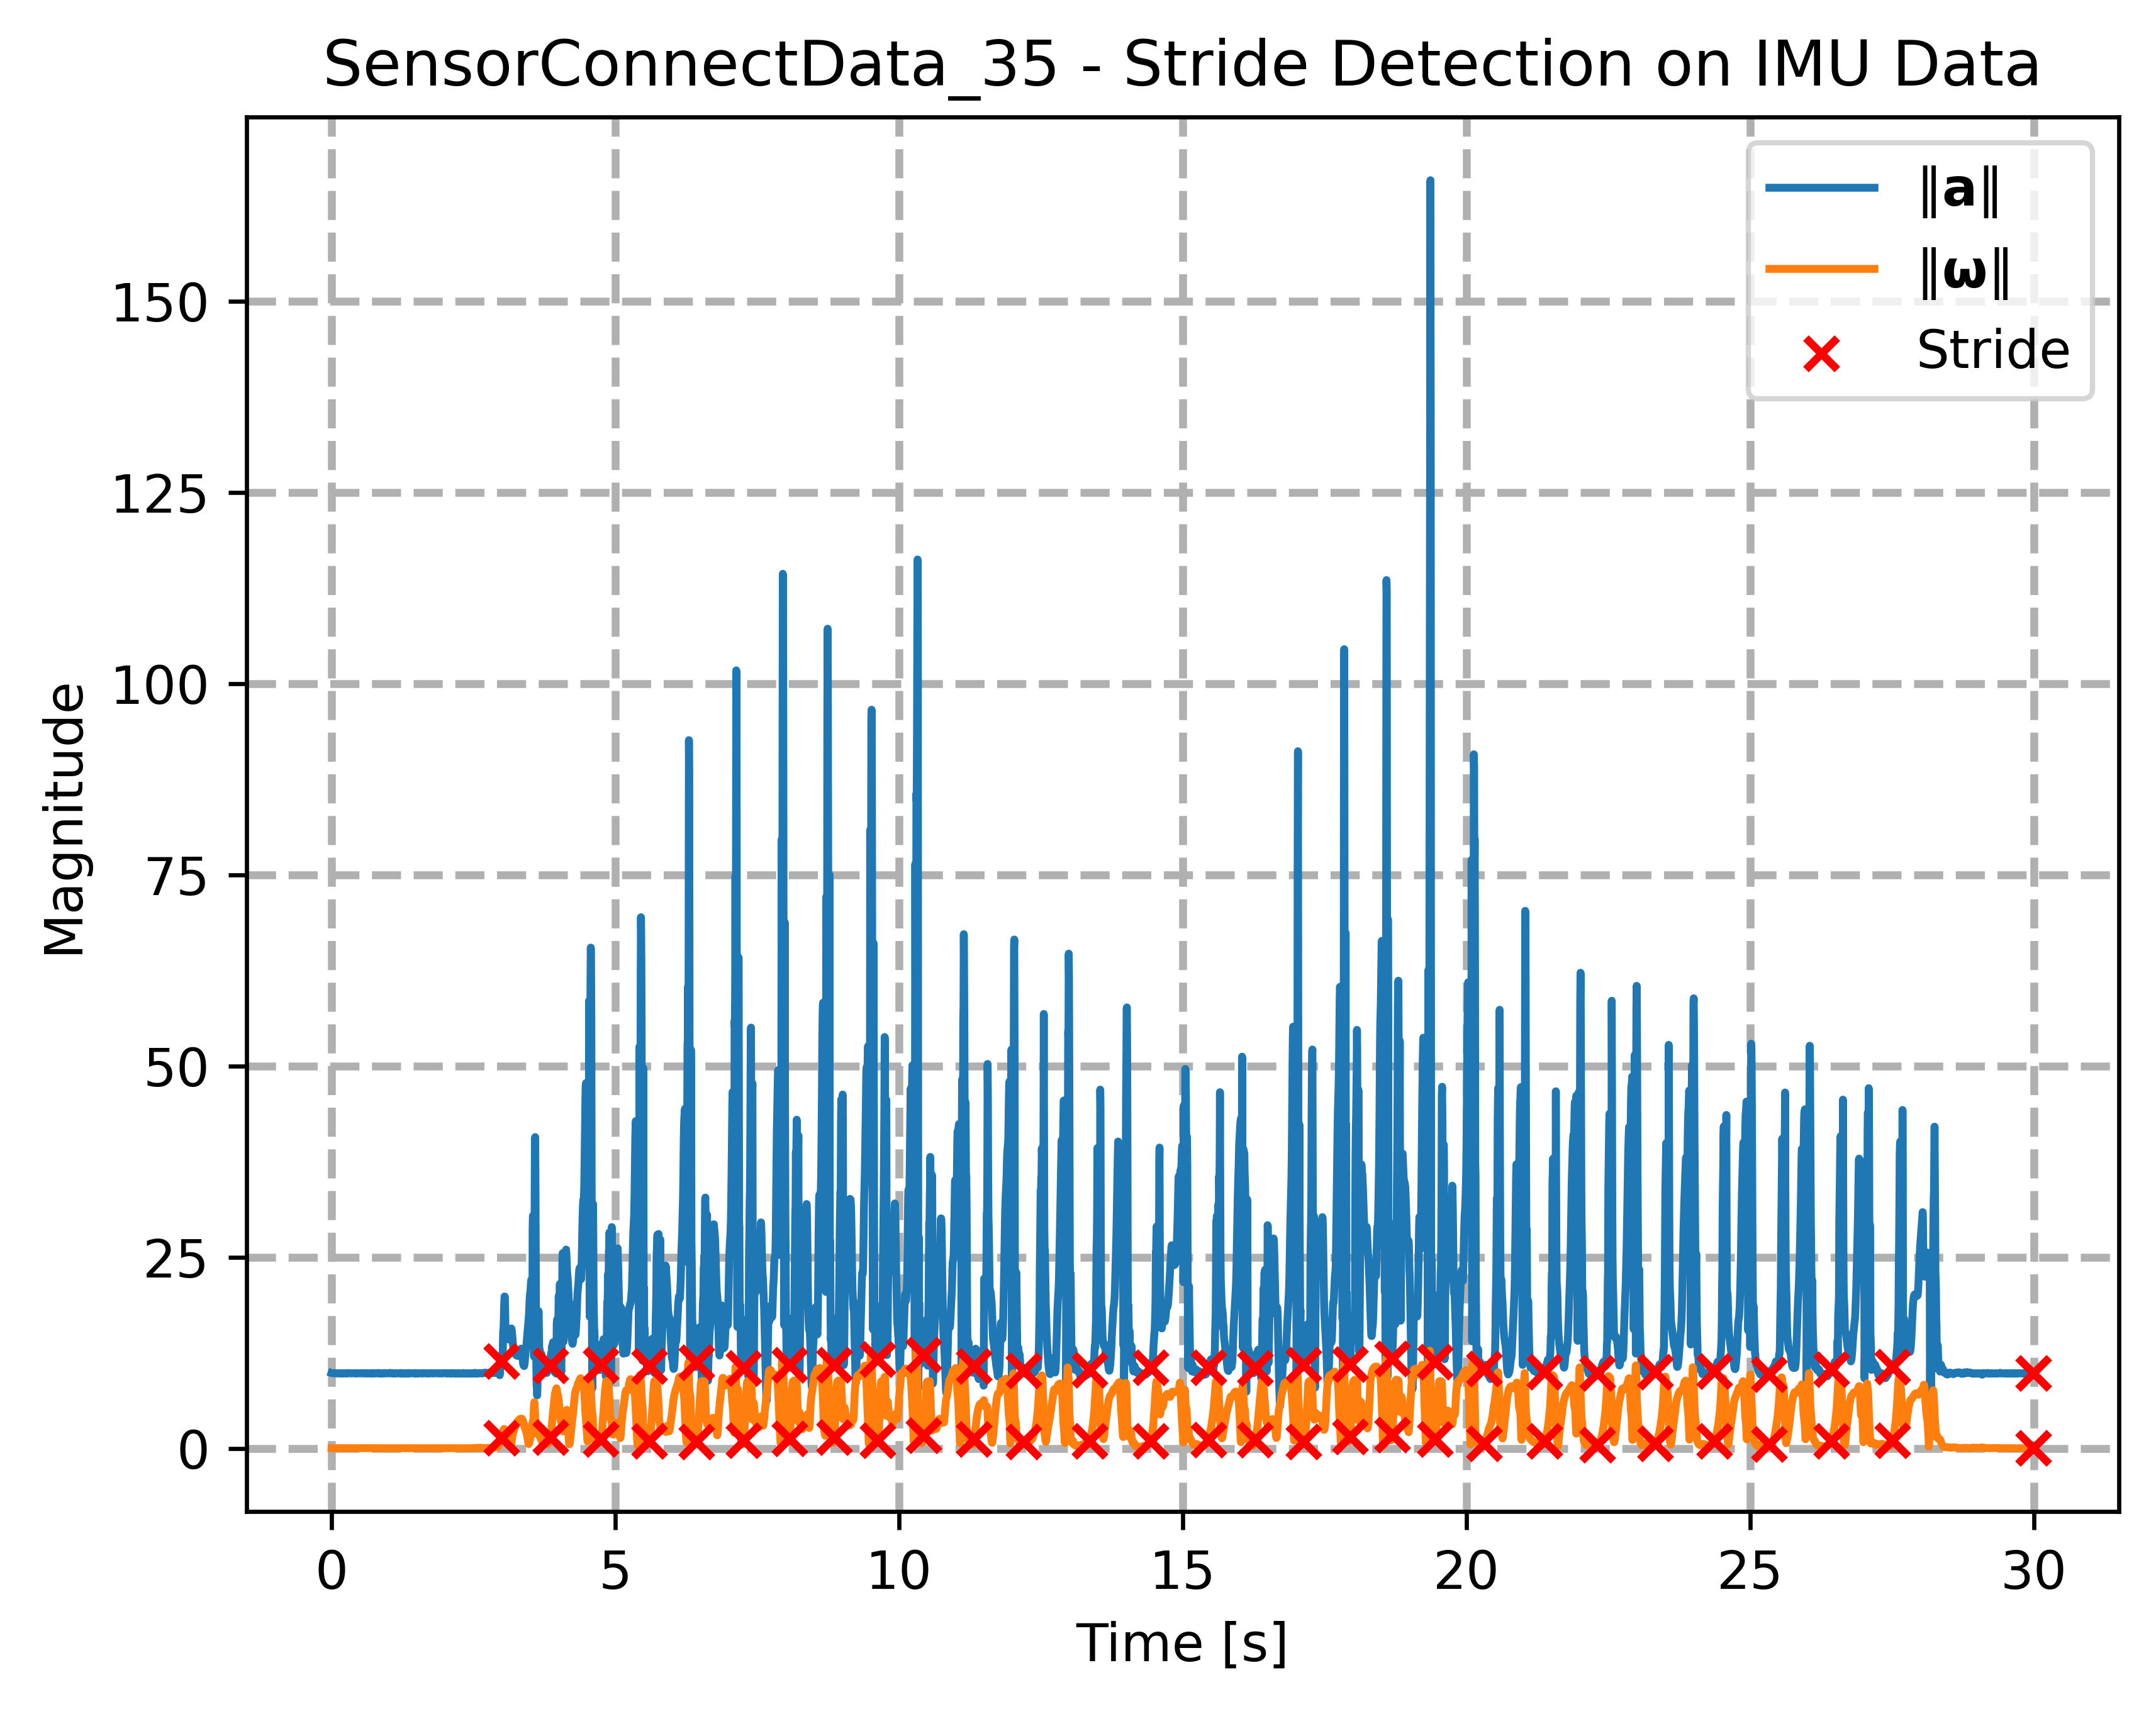 SensorConnectData_35 - Stride Detection on IMU Data
‖a‖
‖ω‖
Stride
Magnitude
150
125
100
75
50
25
0
0 5 10 15 20 25 30
Time [s]